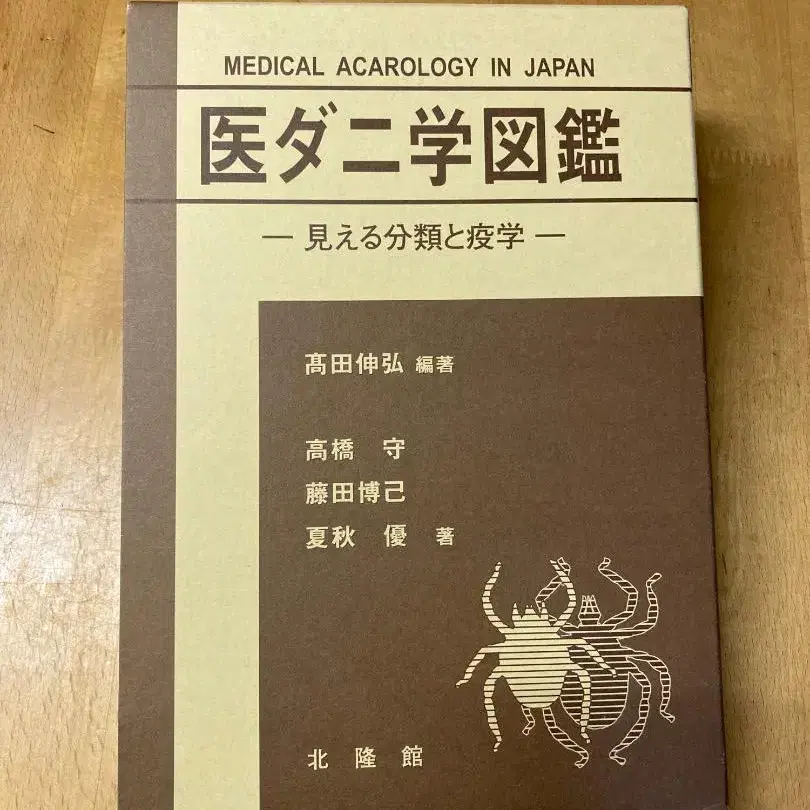 MEDICAL ACAROLOGY IN JAPAN
医ダニ学図鑑
― 見える分類と疫学 ―
髙田伸弘 編著
高橋 守
藤田博己
夏秋 優 著
北隆館